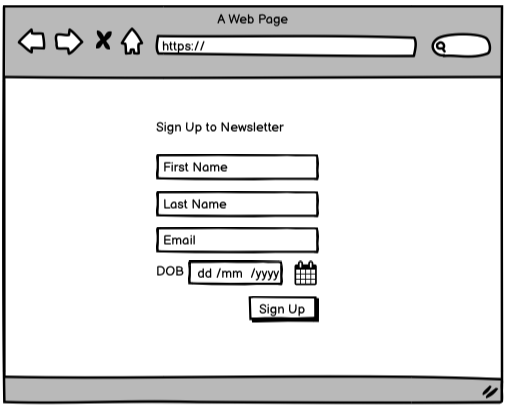 A Web Page
https://
Sign Up to Newsletter
First Name
Last Name
Email
DOB dd /mm /yyyy
Sign Up